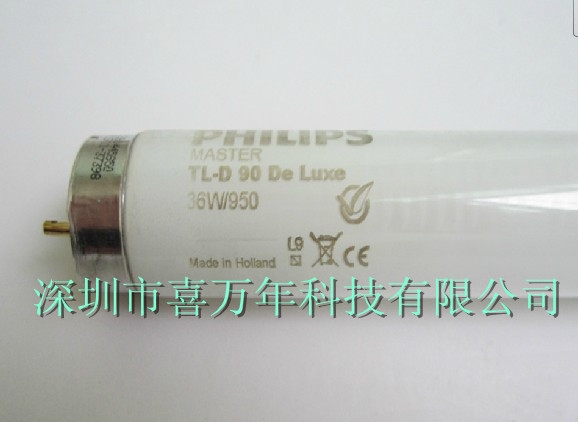 PHILIPS
MASTER
TL-D 90 De Luxe
36W/950
L9
Made in Holland
CE
深圳市喜万年科技有限公司